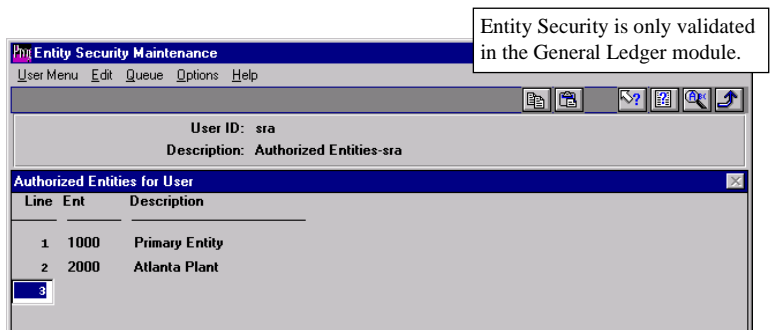 Entity Security is only validated
in the General Ledger module.
Entity Security Maintenance
User Menu Edit Queue Options Help
User ID: sra
Description: Authorized Entities-sra
Authorized Entities for User
Line Ent Description
1 1000 Primary Entity
2 2000 Atlanta Plant
3